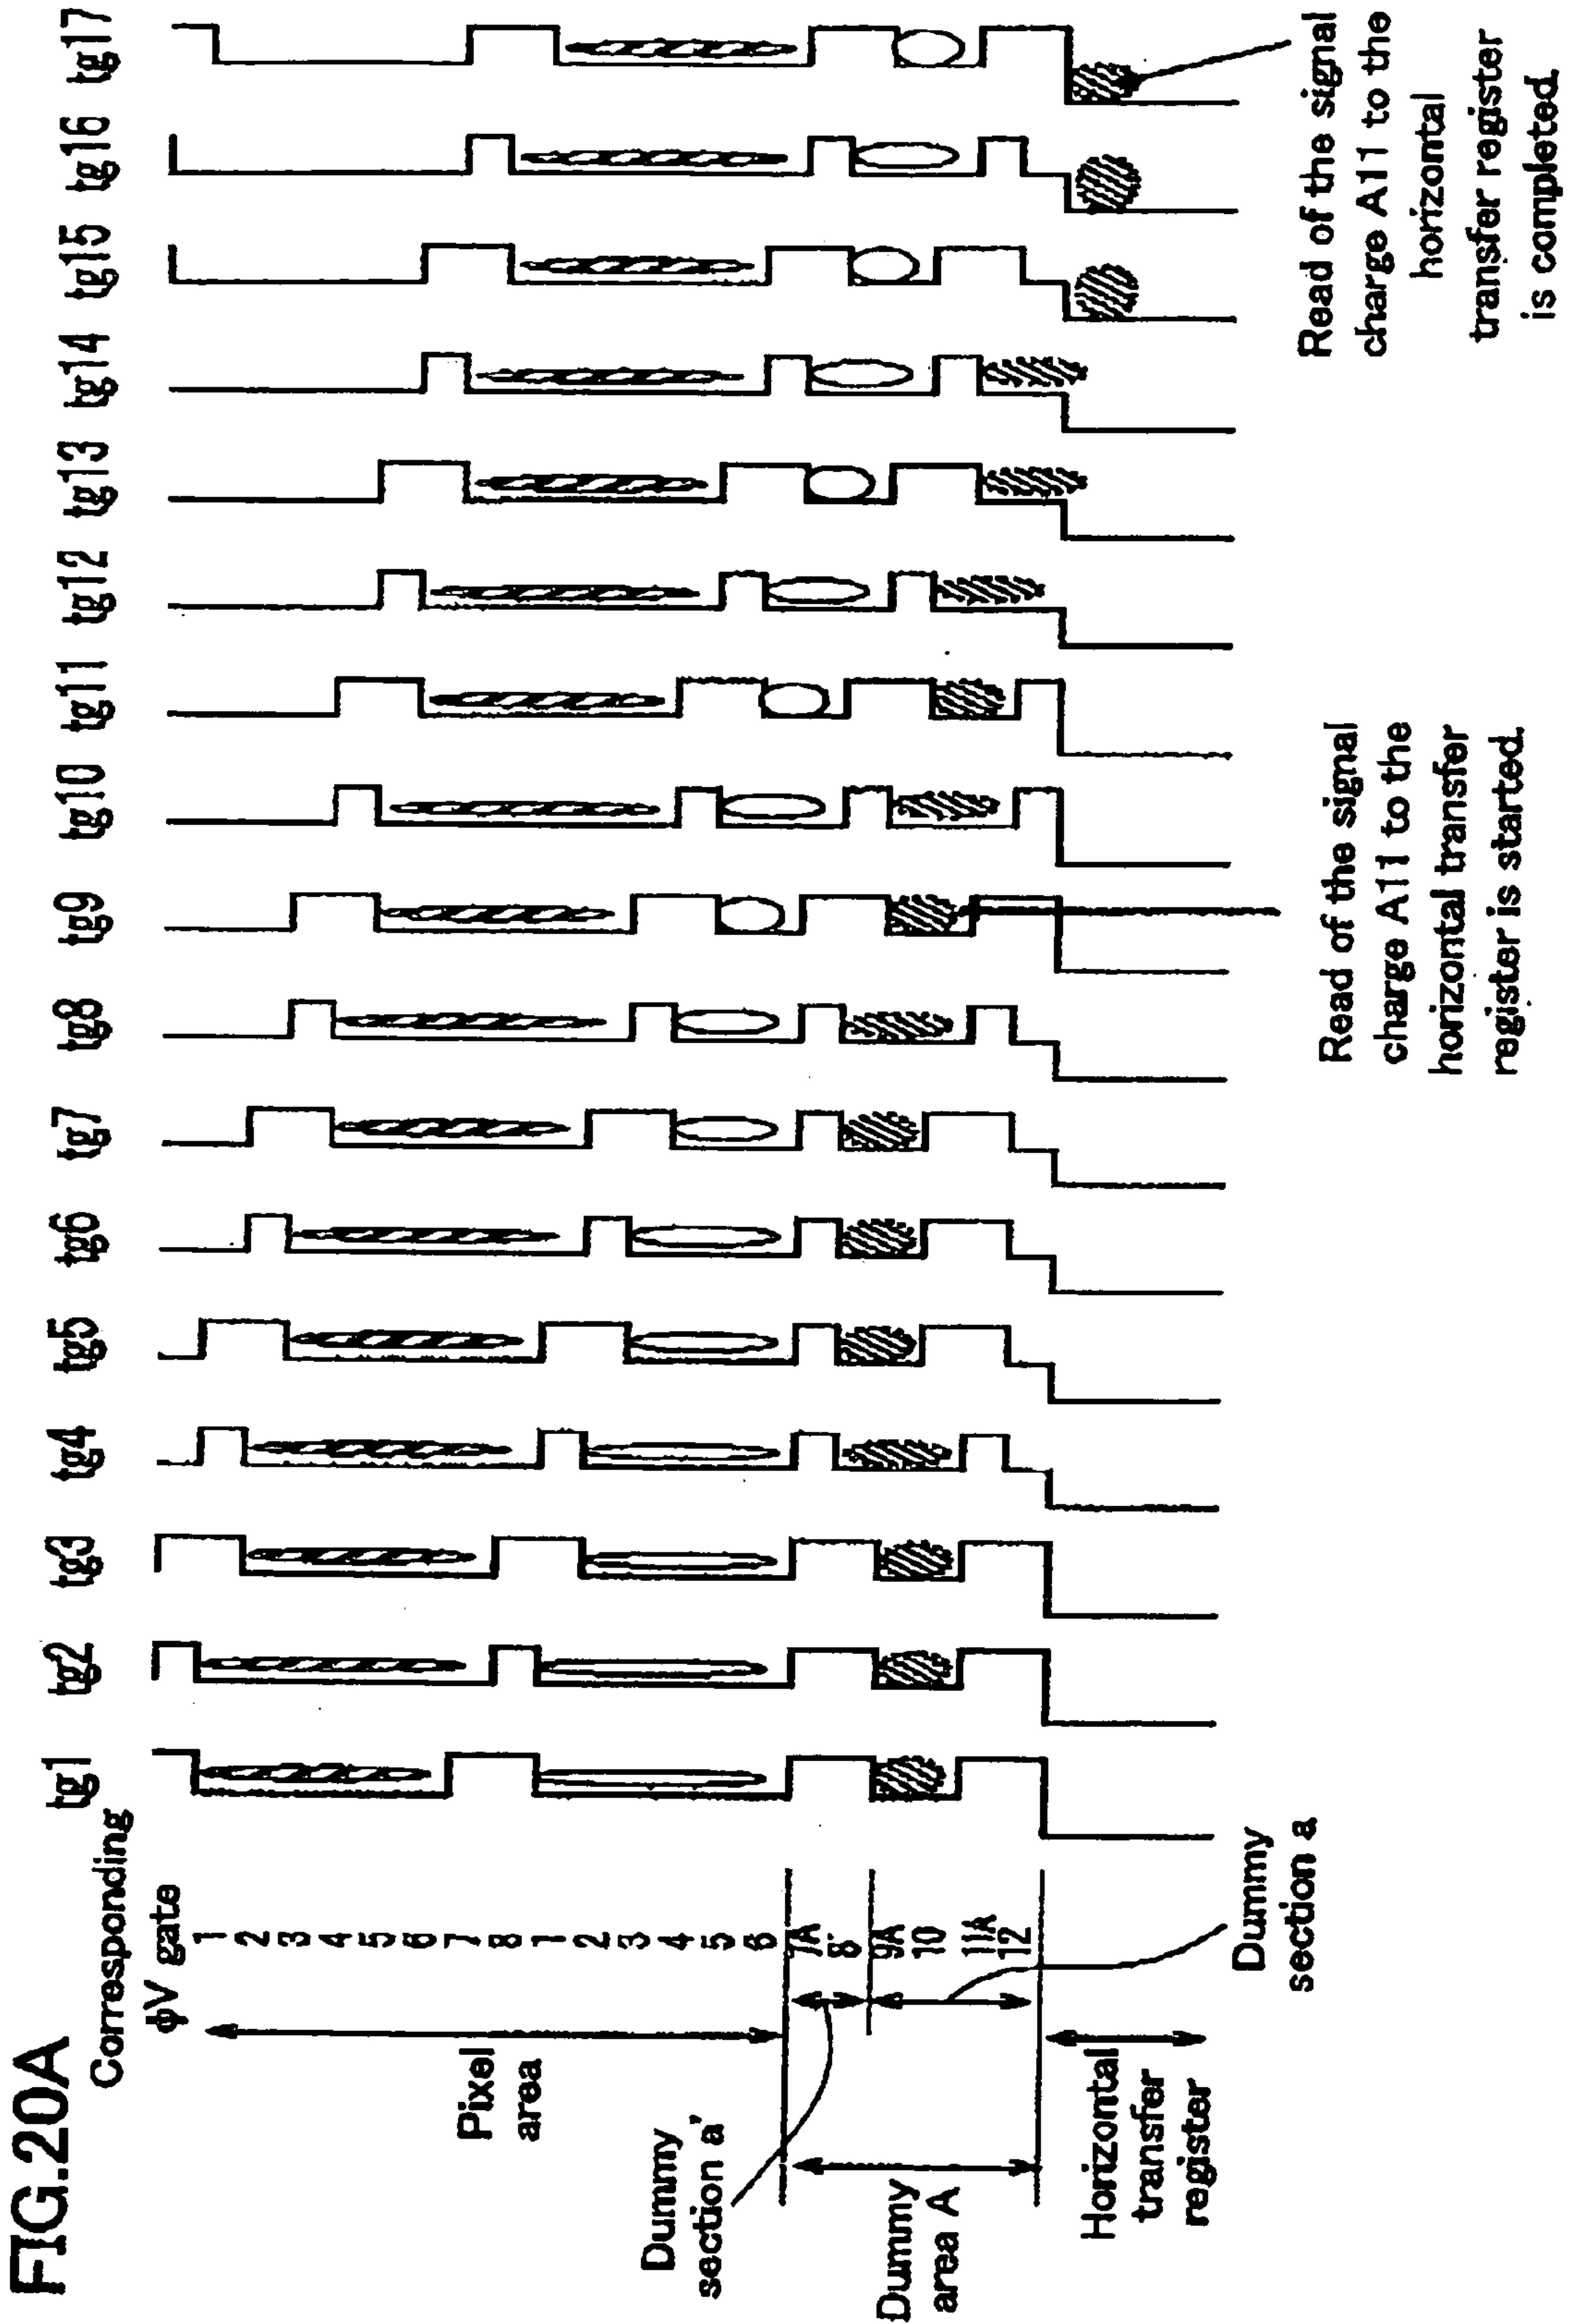 FIG.20A
Corresponding
φV gate
1
2
3
4
5
6
7
8
1
2
3
4
5
6
7A
8'
9A
10
11A
12
Pixel
area
Dummy
section a'
Dummy
area A
Dummy
section a
Horizontal
transfer
register
tg1
tg2
tg3
tg4
tg5
tg6
tg7
tg8
tg9
tg10
tg11
tg12
tg13
tg14
tg15
tg16
tg17
Read of the signal
charge A11 to the
horizontal transfer
register is started.
Read of the signal
charge A11 to the
horizontal
transfer register
is completed.